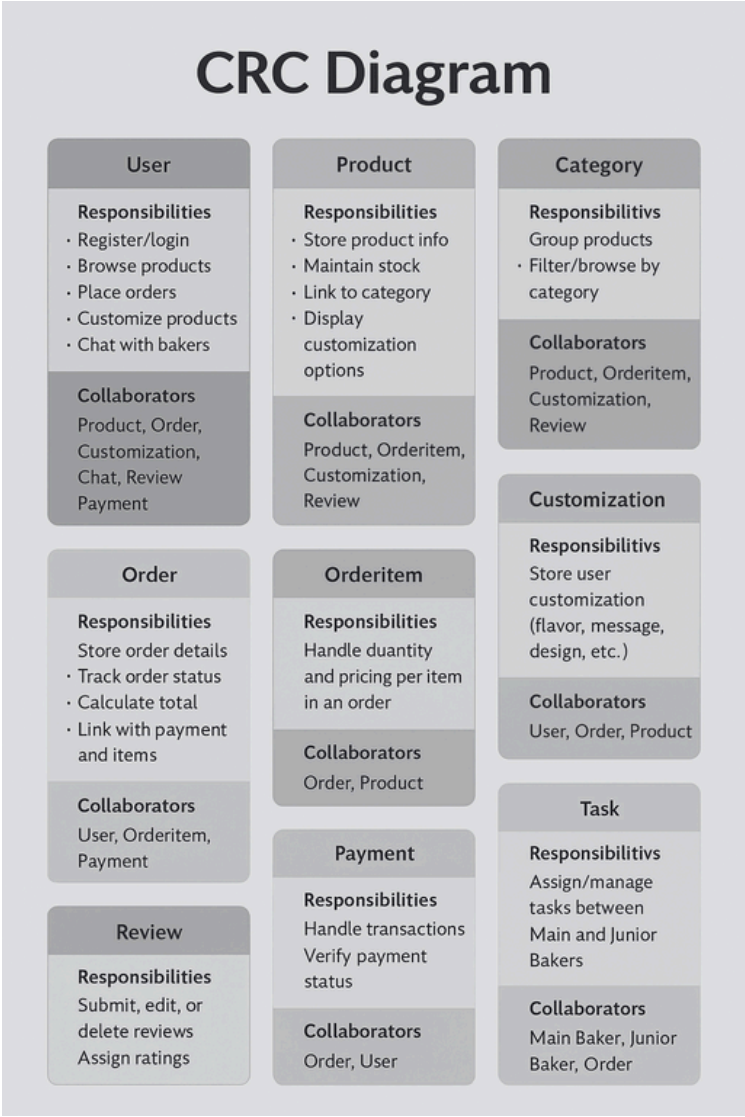 CRC Diagram
User
Responsibilities
· Register/login
· Browse products
· Place orders
· Customize products
· Chat with bakers
Collaborators
Product, Order,
Customization,
Chat, Review
Payment
Product
Responsibilities
· Store product info
· Maintain stock
· Link to category
· Display
customization
options
Collaborators
Product, Orderitem,
Customization,
Review
Category
Responsibilitivs
Group products
· Filter/browse by
category
Collaborators
Product, Orderitem,
Customization,
Review
Order
Responsibilities
Store order details
· Track order status
· Calculate total
· Link with payment
and items
Collaborators
User, Orderitem,
Payment
Orderitem
Responsibilities
Handle duantity
and pricing per item
in an order
Collaborators
Order, Product
Customization
Responsibilitivs
Store user
customization
(flavor, message,
design, etc.)
Collaborators
User, Order, Product
Review
Responsibilities
Submit, edit, or
delete reviews
Assign ratings
Payment
Responsibilities
Handle transactions
Verify payment
status
Collaborators
Order, User
Task
Responsibilitivs
Assign/manage
tasks between
Main and Junior
Bakers
Collaborators
Main Baker, Junior
Baker, Order